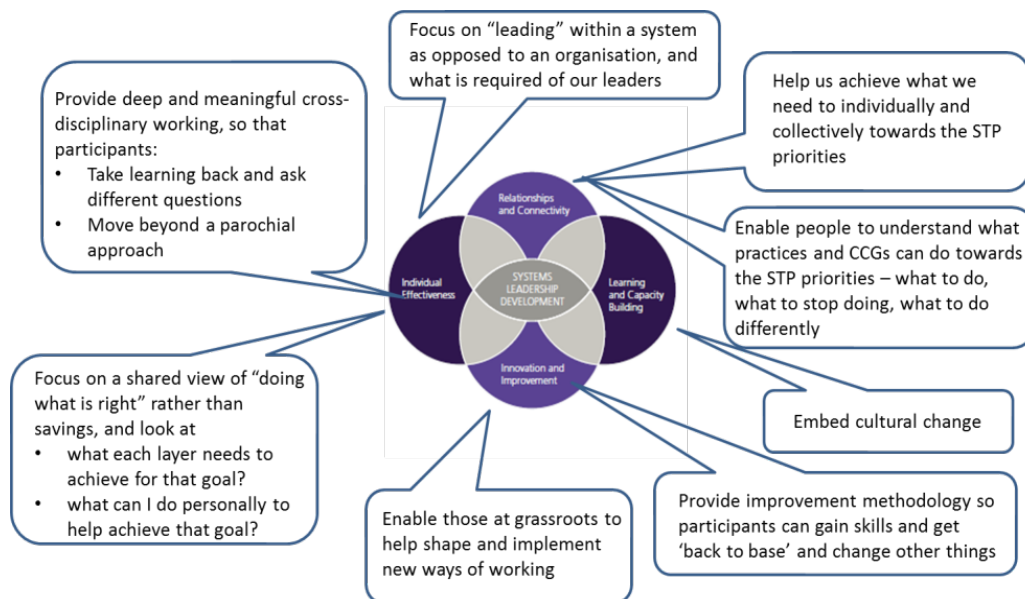 Focus on “leading” within a system
as opposed to an organisation, and
what is required of our leaders
Provide deep and meaningful cross-
disciplinary working, so that
participants:
• Take learning back and ask
different questions
• Move beyond a parochial
approach
Help us achieve what we
need to individually and
collectively towards the STP
priorities
Relationships
and Connectivity
Individual
Effectiveness
SYSTEMS
LEADERSHIP
DEVELOPMENT
Learning
and Capacity
Building
Innovation and
Improvement
Enable people to understand what
practices and CCGs can do towards
the STP priorities – what to do,
what to stop doing, what to do
differently
Focus on a shared view of “doing
what is right” rather than
savings, and look at
• what each layer needs to
achieve for that goal?
• what can I do personally to
help achieve that goal?
Embed cultural change
Enable those at grassroots to
help shape and implement
new ways of working
Provide improvement methodology so
participants can gain skills and get
‘back to base’ and change other things